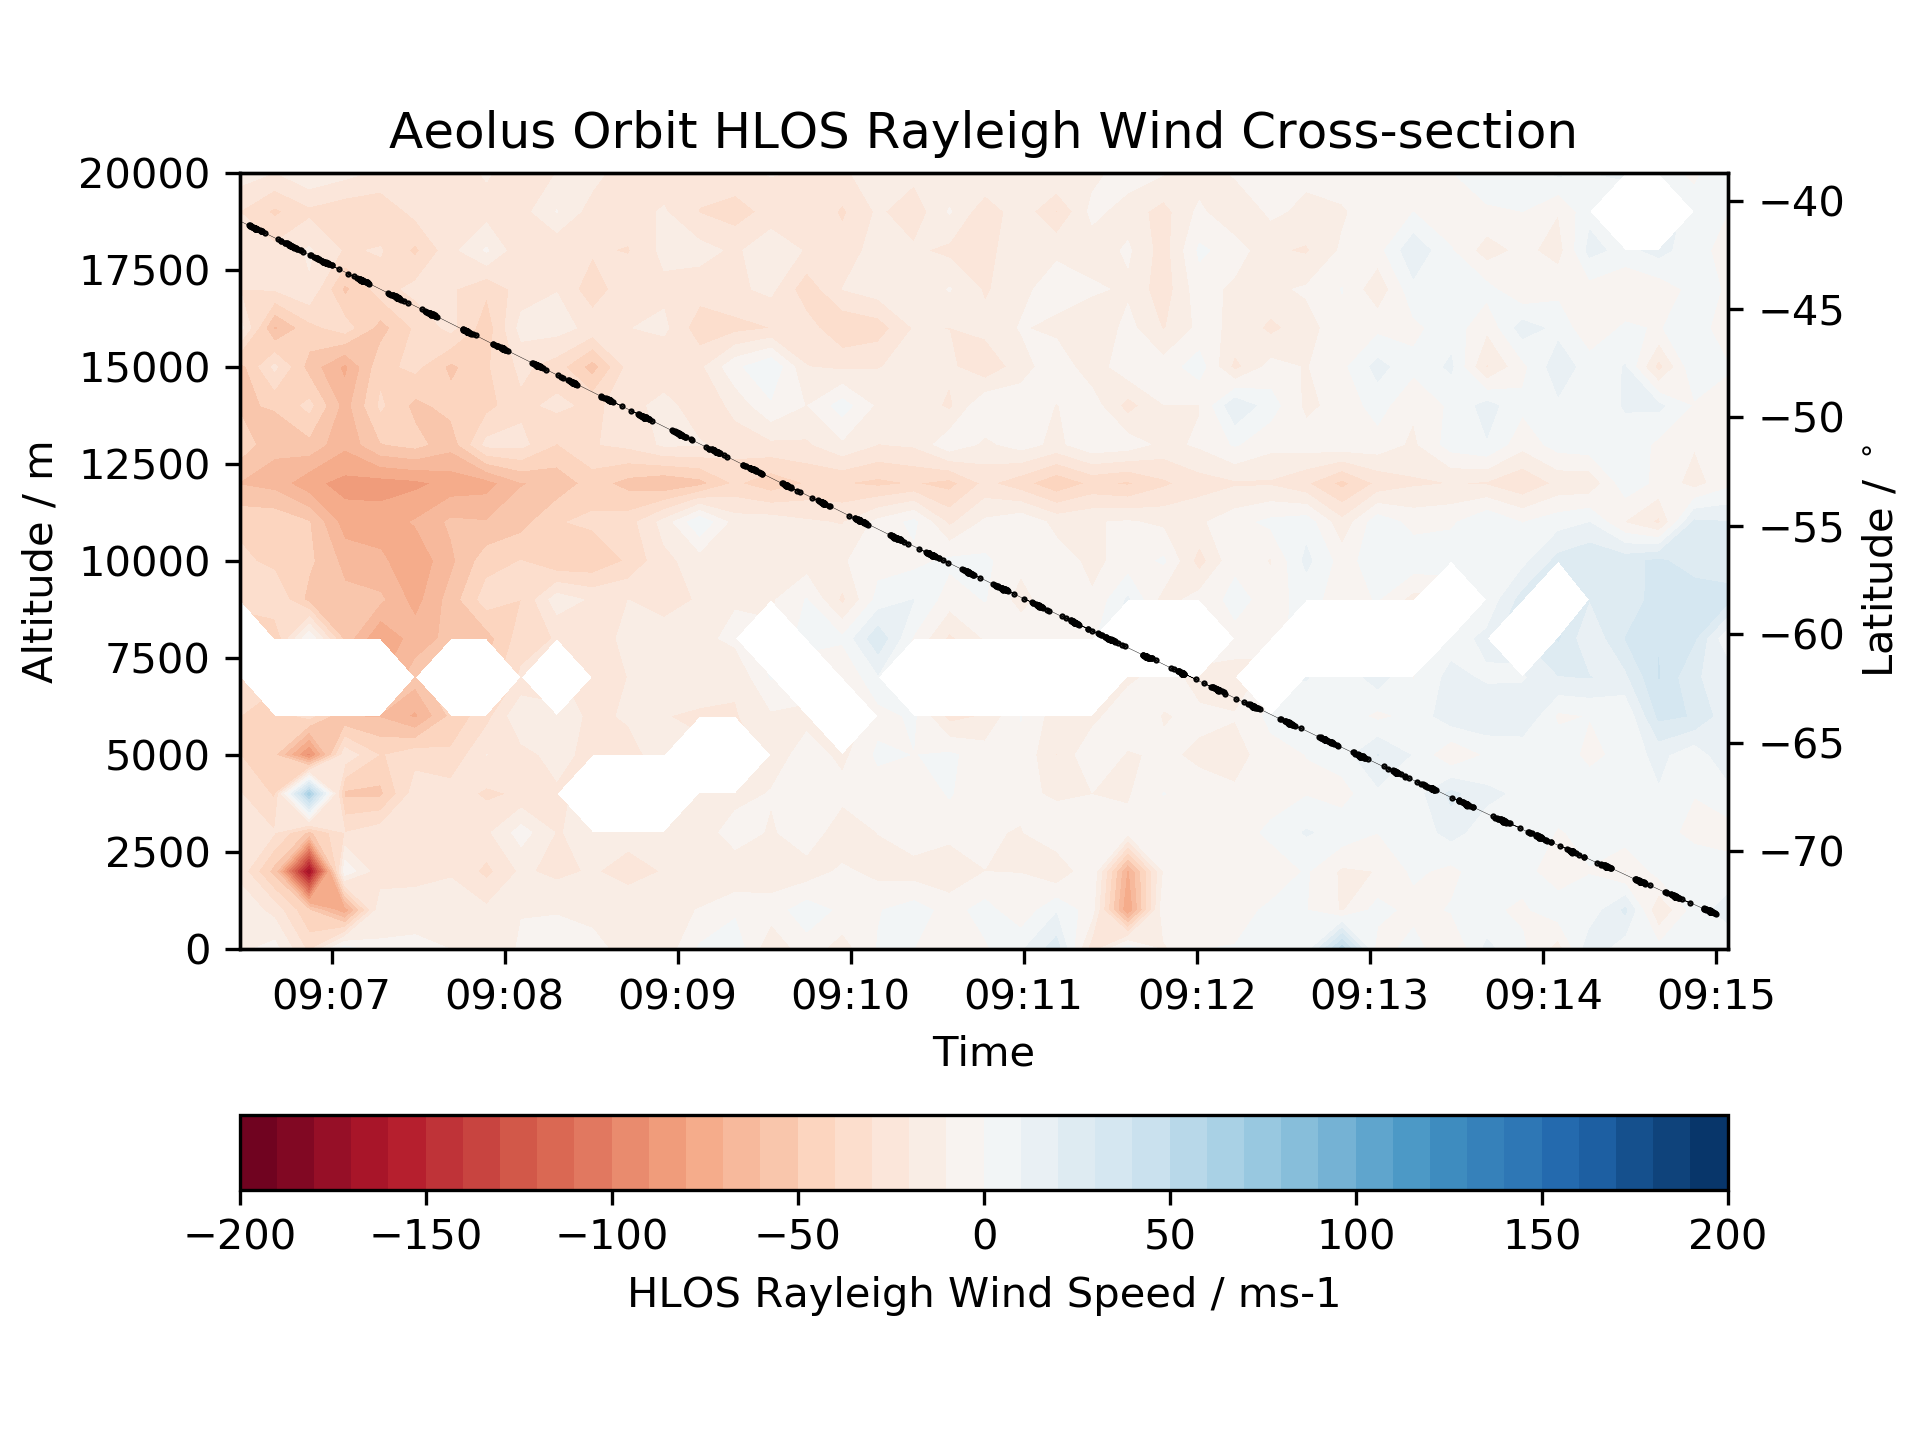 Aeolus Orbit HLOS Rayleigh Wind Cross-section
20000
17500
15000
12500
10000
7500
5000
2500
0
Altitude / m
−40
−45
−50
−55
−60
−65
−70
Latitude / °
09:07 09:08 09:09 09:10 09:11 09:12 09:13 09:14 09:15
Time
−200 −150 −100 −50 0 50 100 150 200
HLOS Rayleigh Wind Speed / ms-1